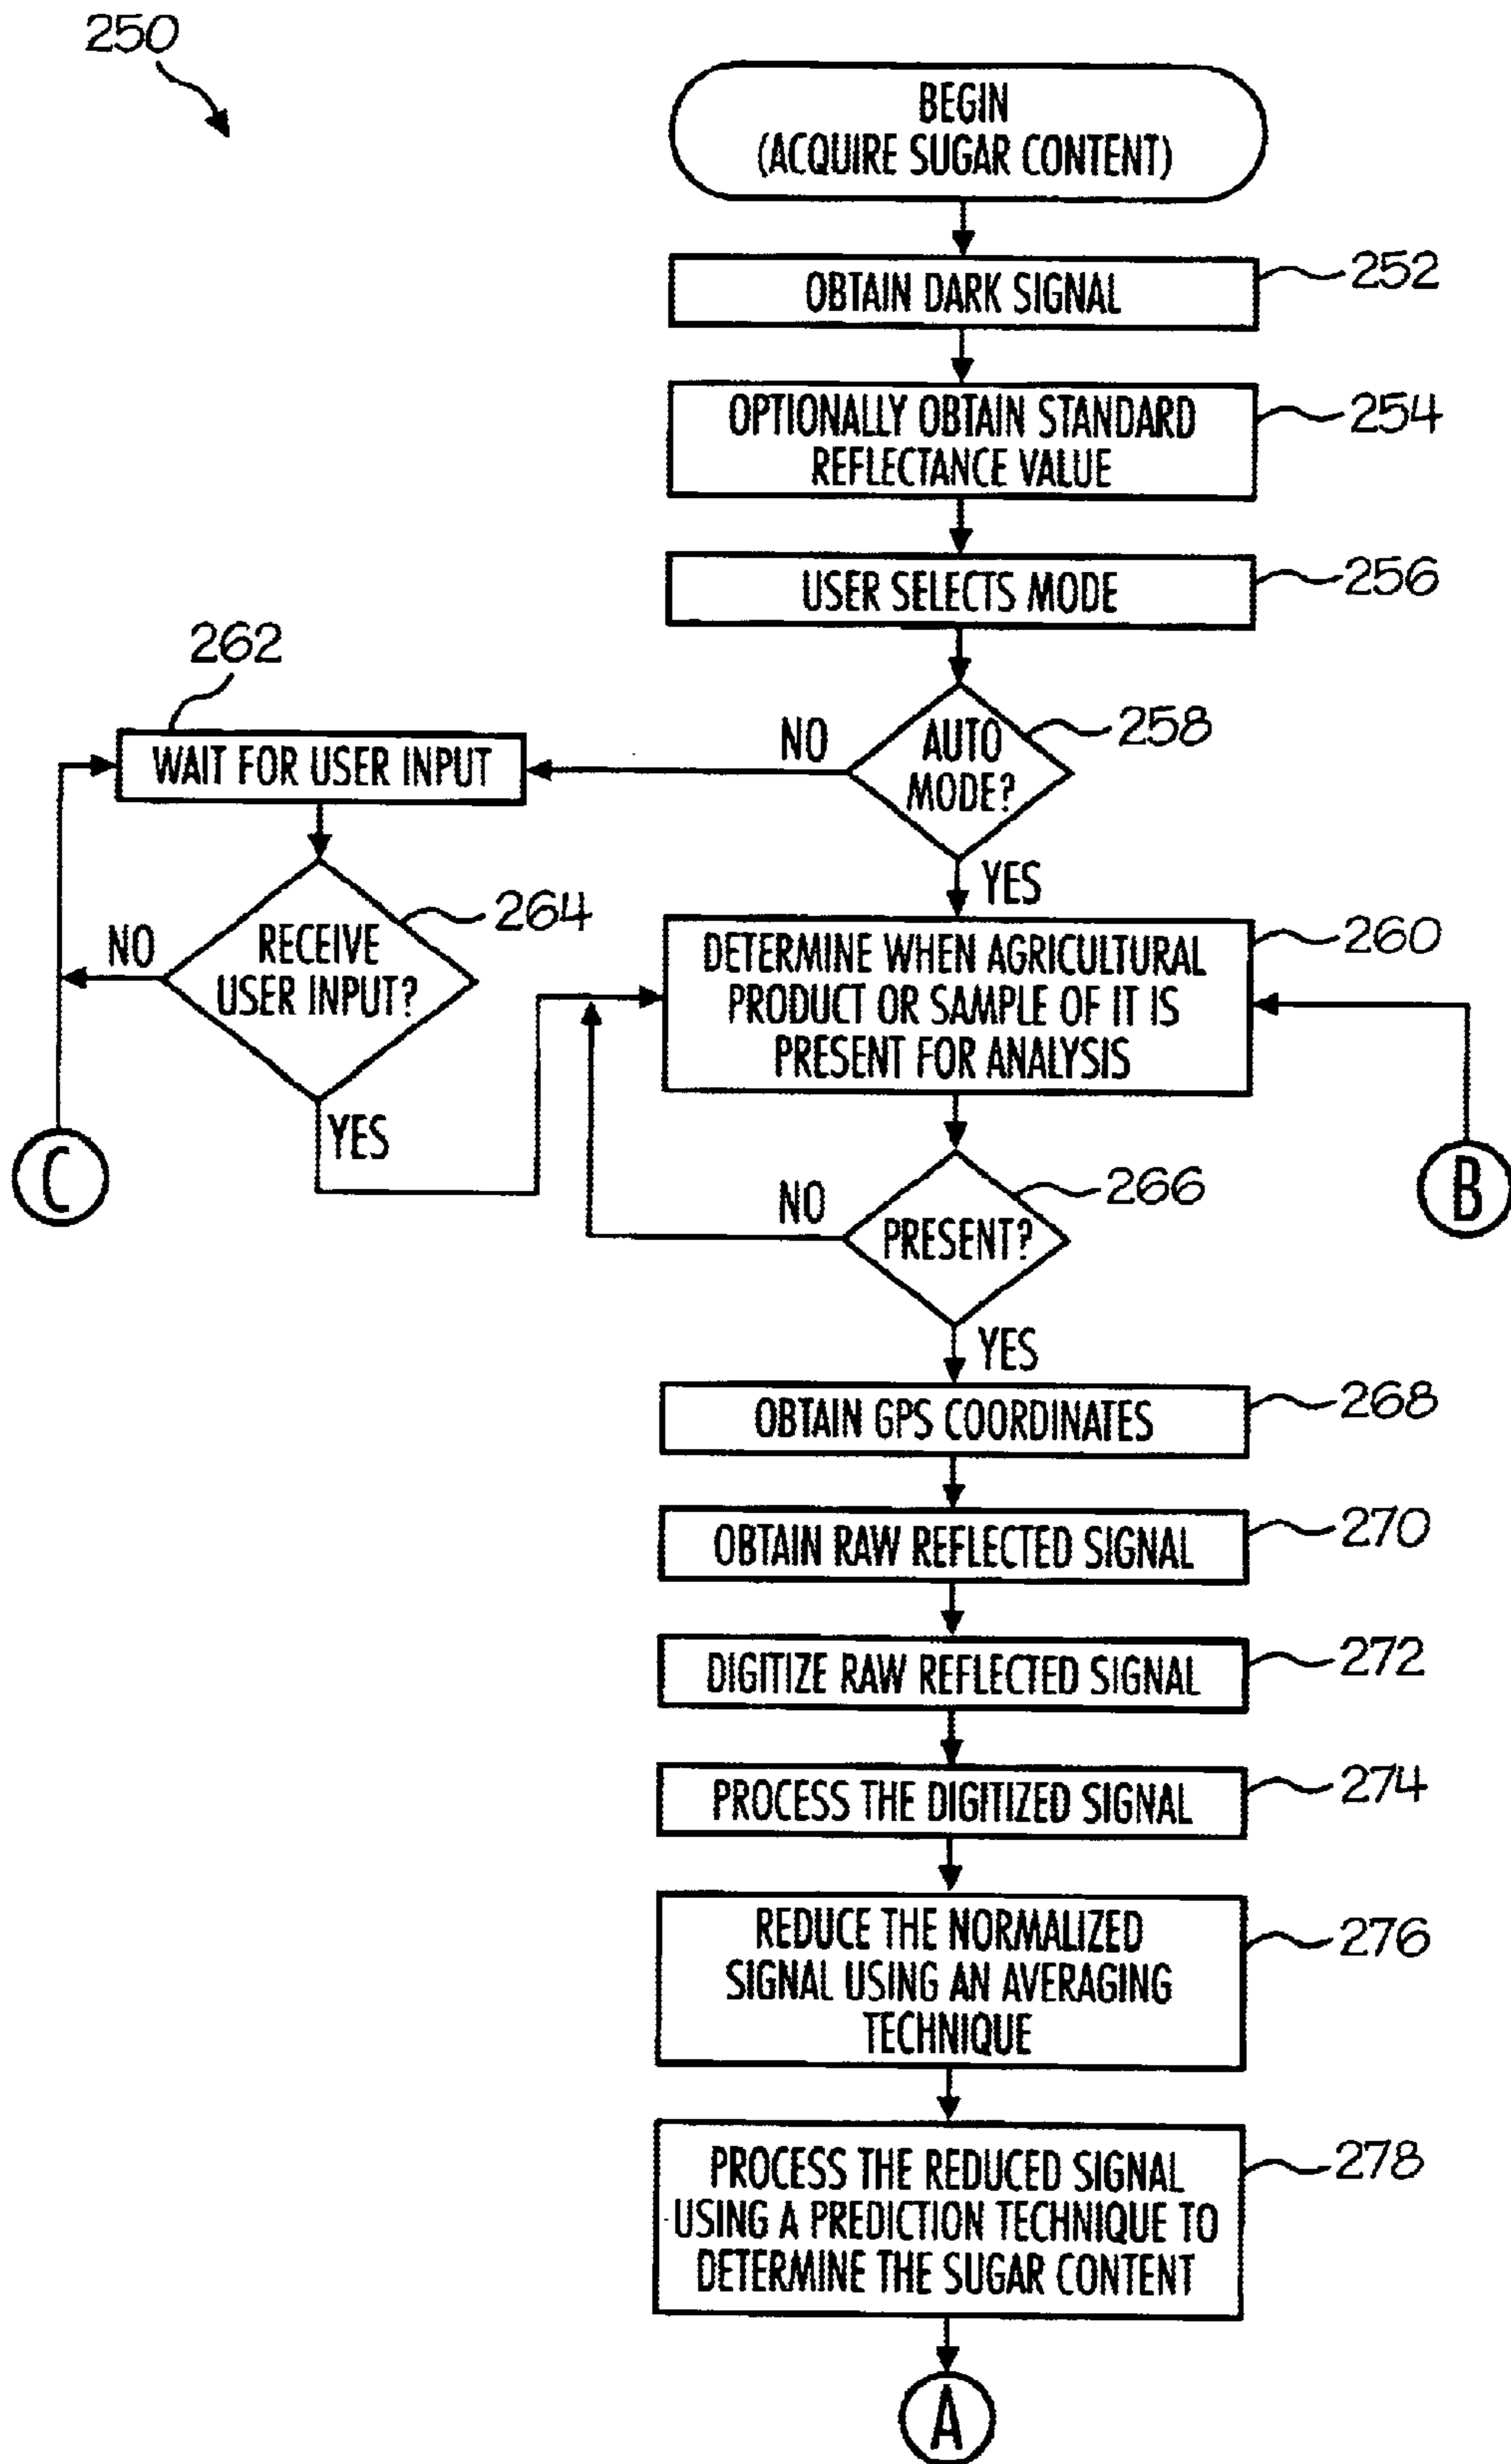 250
BEGIN
(ACQUIRE SUGAR CONTENT)
OBTAIN DARK SIGNAL
252
OPTIONALLY OBTAIN STANDARD
REFLECTANCE VALUE
254
USER SELECTS MODE
256
AUTO
MODE?
258
NO
YES
262
WAIT FOR USER INPUT
RECEIVE
USER INPUT?
264
NO
YES
C
DETERMINE WHEN AGRICULTURAL
PRODUCT OR SAMPLE OF IT IS
PRESENT FOR ANALYSIS
260
B
PRESENT?
266
NO
YES
OBTAIN GPS COORDINATES
268
OBTAIN RAW REFLECTED SIGNAL
270
DIGITIZE RAW REFLECTED SIGNAL
272
PROCESS THE DIGITIZED SIGNAL
274
REDUCE THE NORMALIZED
SIGNAL USING AN AVERAGING
TECHNIQUE
276
PROCESS THE REDUCED SIGNAL
USING A PREDICTION TECHNIQUE TO
DETERMINE THE SUGAR CONTENT
278
A